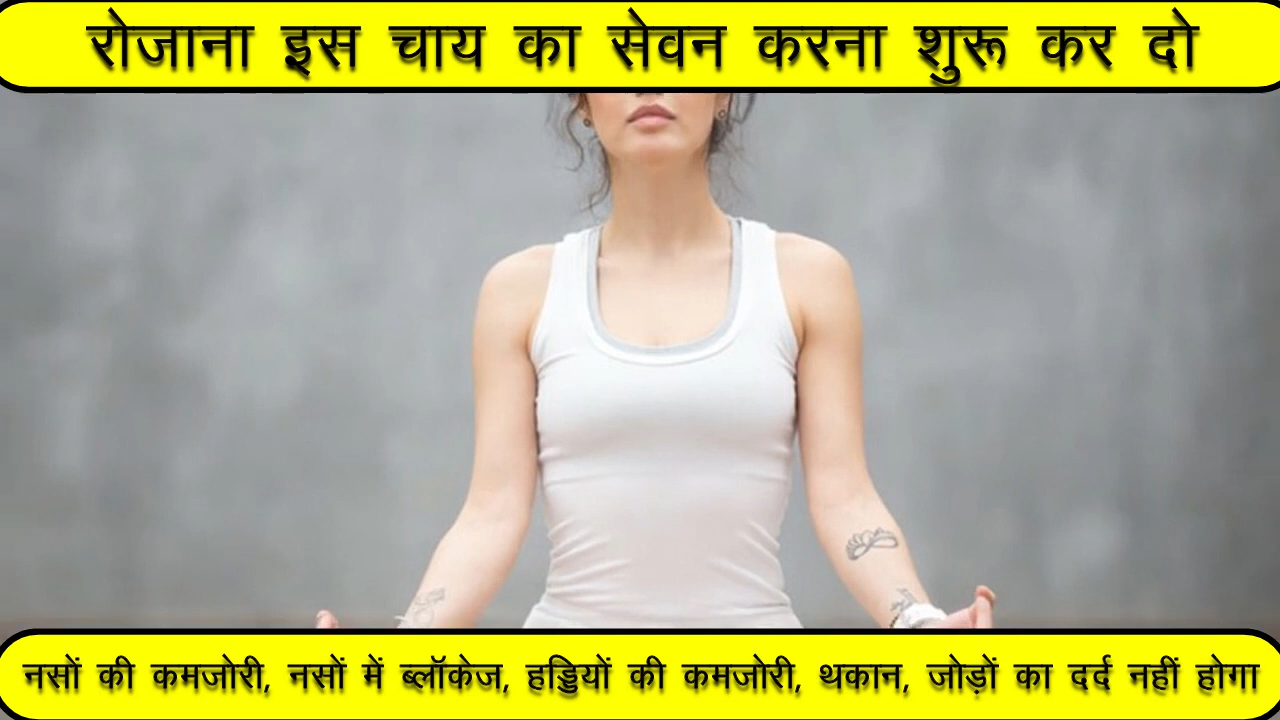 रोजाना इस चाय का सेवन करना शुरू कर दो
नसों की कमजोरी, नसों में ब्लॉकेज, हड्डियों की कमजोरी, थकान, जोड़ों का दर्द नहीं होगा